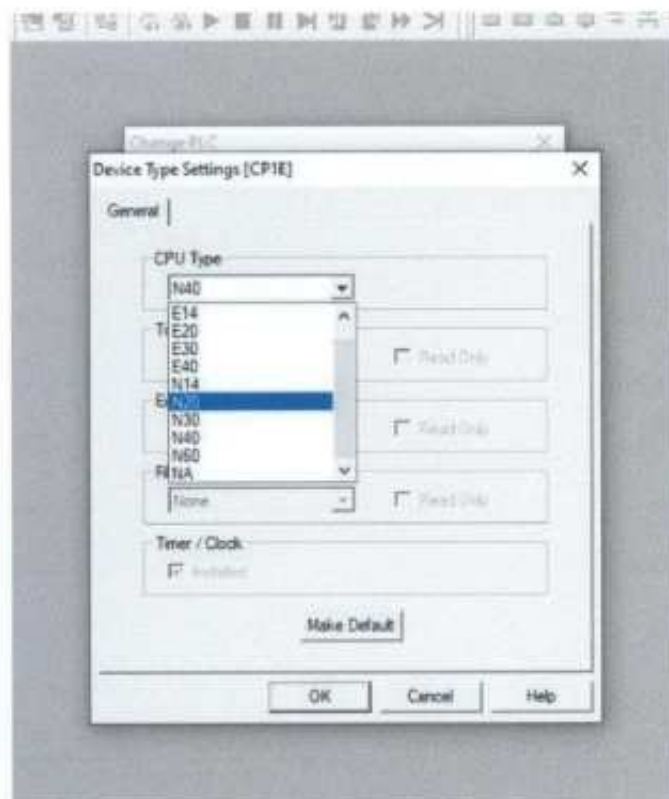 Change PLC
Device Type Settings [CP1E]
General
CPU Type
N40
E14
E20
E30
E40
N14
N20
N30
N40
N60
NA
Read Only
Read Only
None
Read Only
Timer / Clock
Installed
Make Default
OK
Cancel
Help